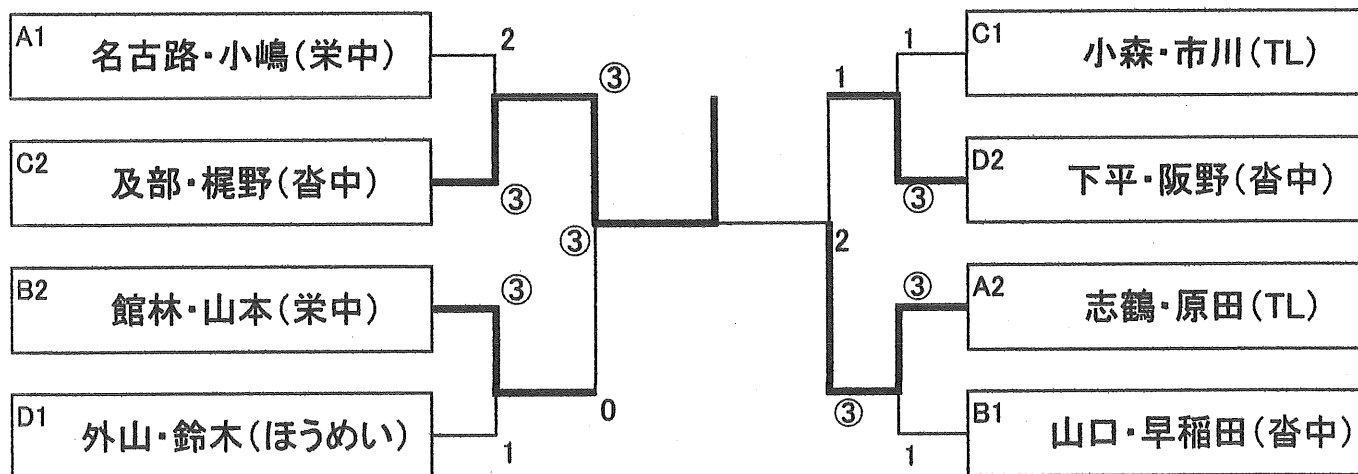 A1 名古路・小嶋(栄中)
2
③
C2 及部・梶野(沓中)
③
③
B2 館林・山本(栄中)
③
0
D1 外山・鈴木(ほうめい)
1
1
C1 小森・市川(TL)
1
D2 下平・阪野(沓中)
③
2
A2 志鶴・原田(TL)
③
③
B1 山口・早稲田(沓中)
1